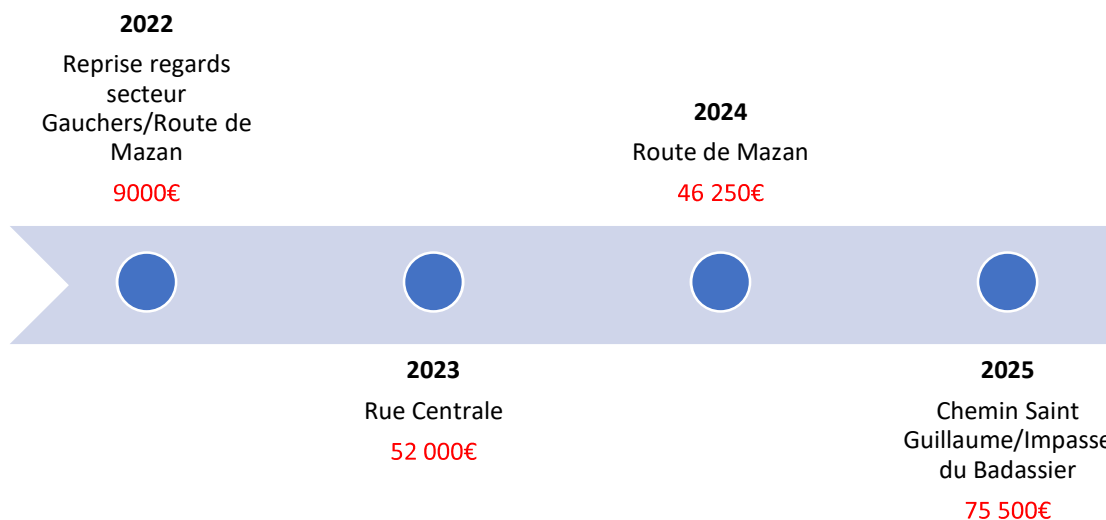 2022
Reprise regards
secteur
Gauchers/Route de
Mazan
9000€
2023
Rue Centrale
52 000€
2024
Route de Mazan
46 250€
2025
Chemin Saint
Guillaume/Impasse
du Badassier
75 500€